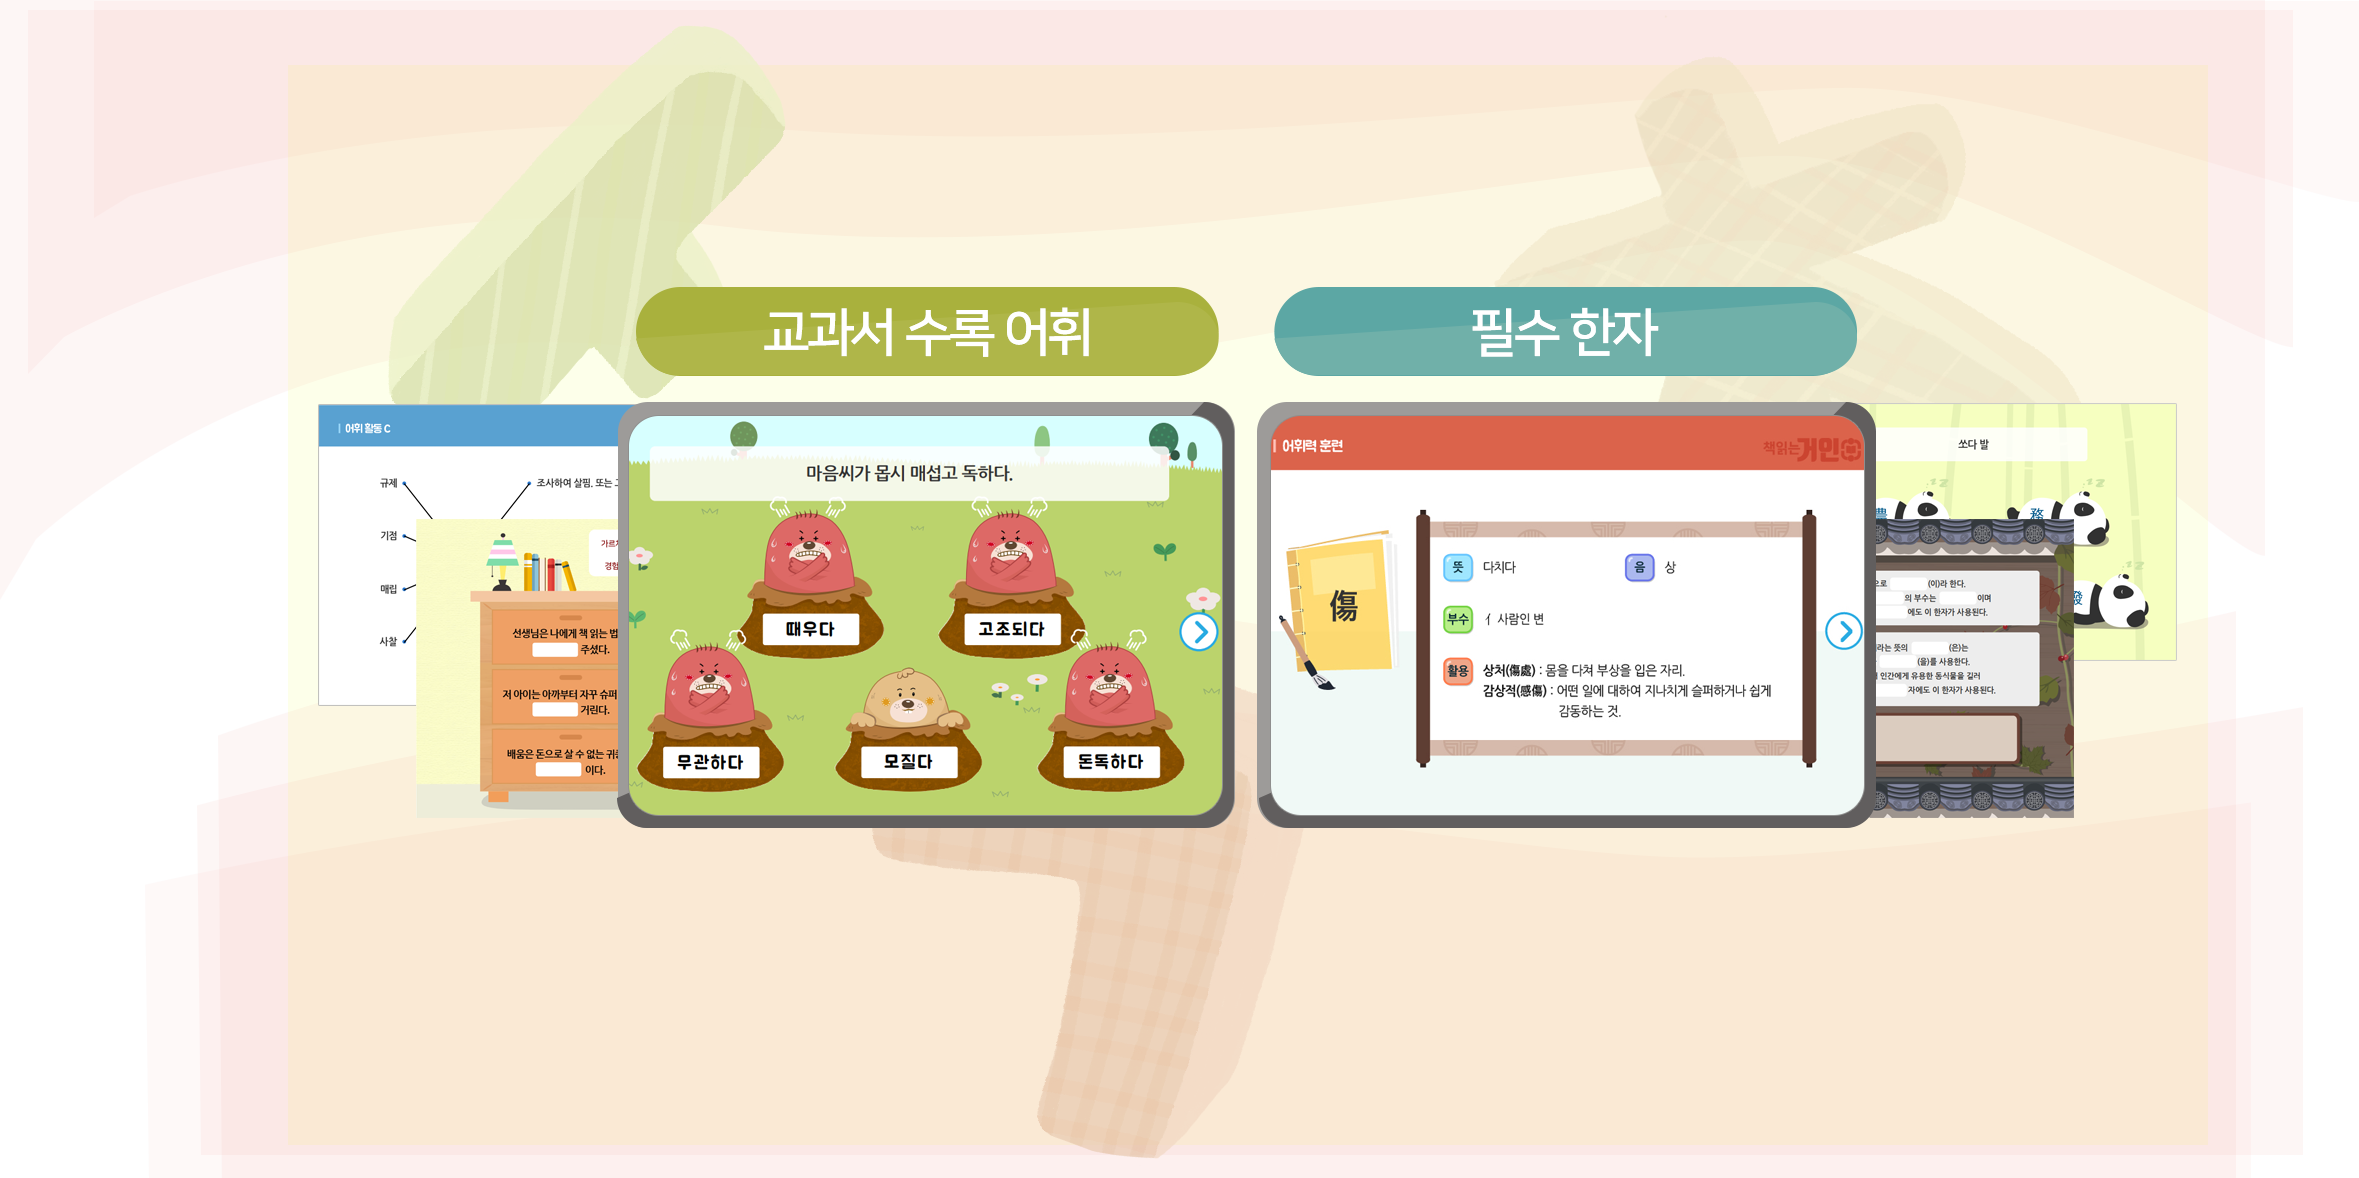 교과서 수록 어휘
필수 한자
어휘 활동 C
규제
조사하여 살핌. 또는
기점
매립
사찰
가르
경험
선생님은 나에게 책 읽는 법
주셨다.
저 아이는 아까부터 자꾸 슈퍼
거린다.
배움은 돈으로 살 수 없는 귀
이다.
마음씨가 몹시 매섭고 독하다.
때우다
고조되다
무관하다
모질다
돈독하다
어휘력 훈련
책읽는거인
傷
뜻 다치다
음 상
부수 亻 사람인 변
활용 상처(傷處) : 몸을 다쳐 부상을 입은 자리.
감상적(感傷) : 어떤 일에 대하여 지나치게 슬퍼하거나 쉽게
감동하는 것.
쏘다 발
農
務
發
으로 (이)라 한다.
의 부수는 이며
에도 이 한자가 사용된다.
라는 뜻의 (은)는
(을)를 사용한다.
인간에게 유용한 동식물을 길러
자에도 이 한자가 사용된다.